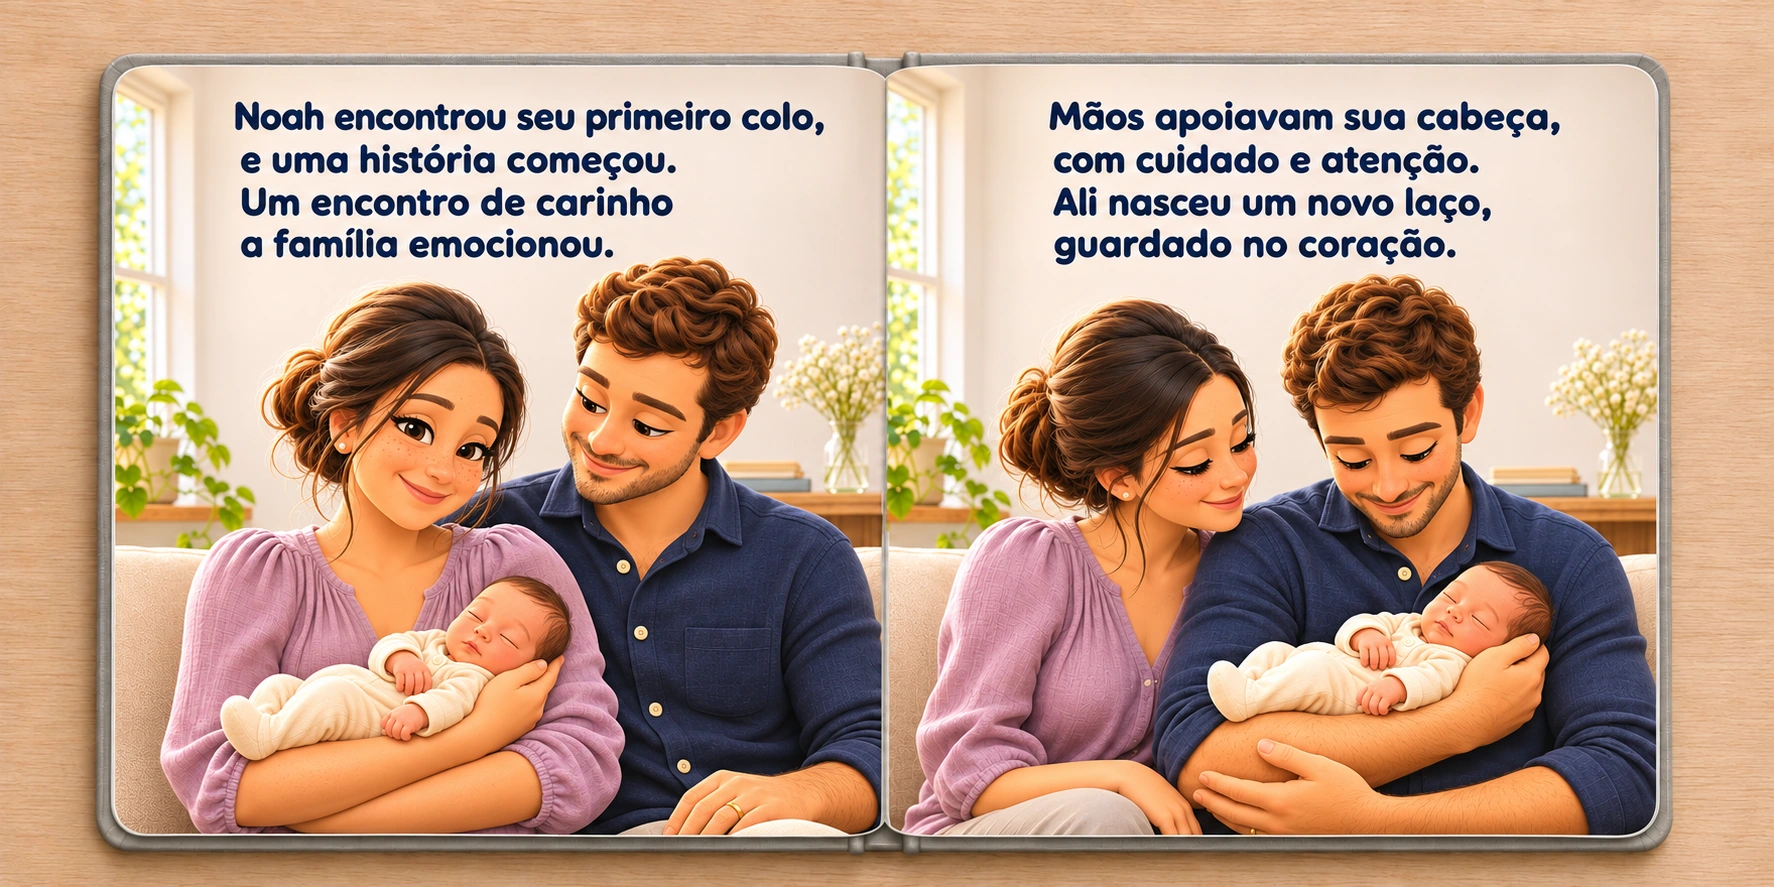 Noah encontrou seu primeiro colo,
e uma história começou.
Um encontro de carinho
a família emocionou.
Mãos apoiavam sua cabeça,
com cuidado e atenção.
Ali nasceu um novo laço,
guardado no coração.